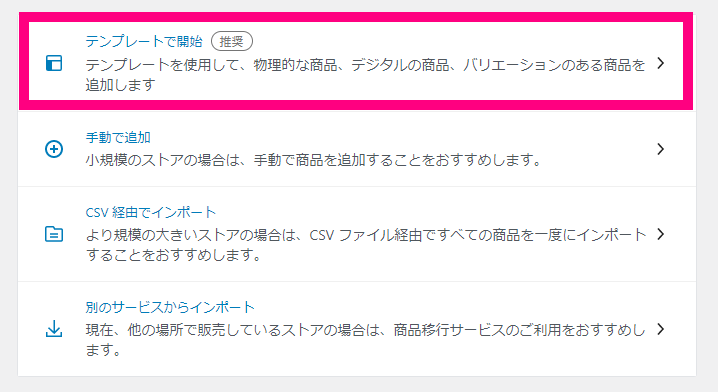 テンプレートで開始 推奨
テンプレートを使用して、物理的な商品、デジタルの商品、バリエーションのある商品を
追加します
手動で追加
小規模のストアの場合は、手動で商品を追加することをおすすめします。
CSV 経由でインポート
より規模の大きいストアの場合は、CSV ファイル経由ですべての商品を一度にインポート
することをおすすめします。
別のサービスからインポート
現在、他の場所で販売しているストアの場合は、商品移行サービスのご利用をおすすめし
ます。